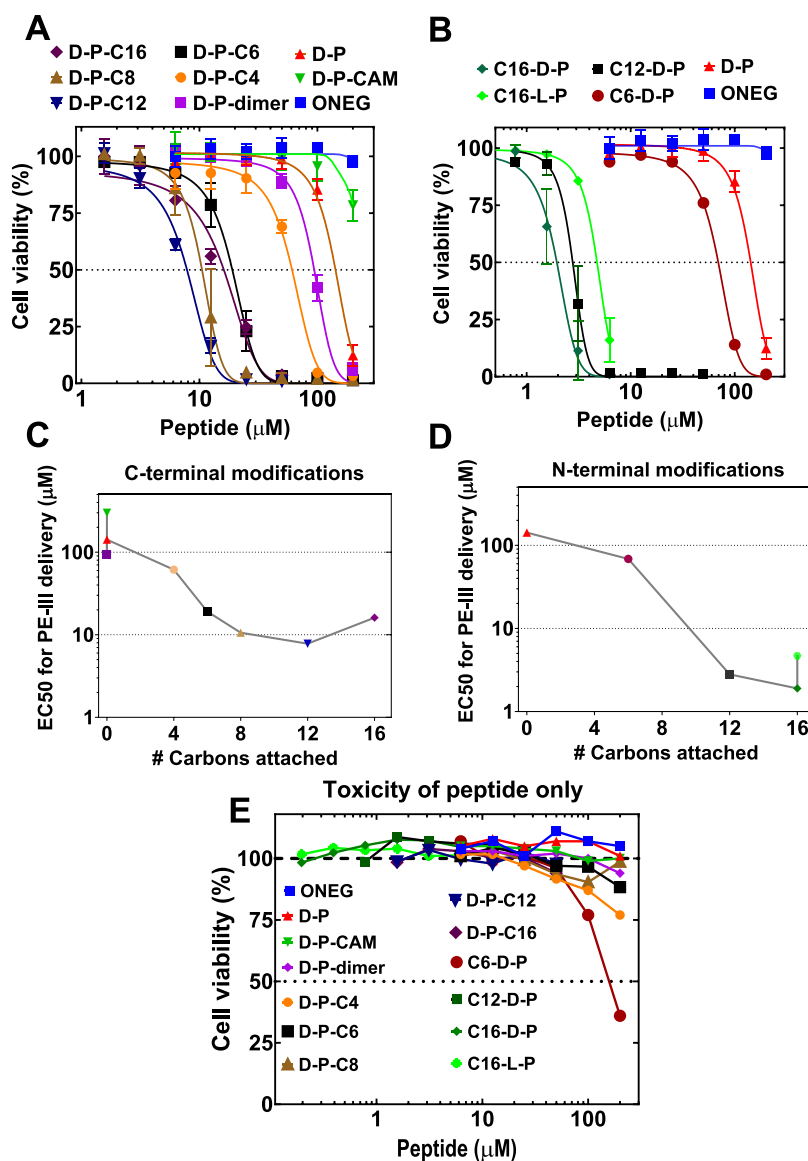 A
D-P-C16 D-P-C6 D-P
D-P-C8 D-P-C4 D-P-CAM
D-P-C12 D-P-dimer ONEG
Cell viability (%)
100
75
50
25
0
1 10 100
Peptide (μM)
B
C16-D-P C12-D-P D-P
C16-L-P C6-D-P ONEG
Cell viability (%)
100
75
50
25
0
1 10 100
Peptide (μM)
C
C-terminal modifications
EC50 for PE-III delivery (μM)
100
10
1
0 4 8 12 16
# Carbons attached
D
N-terminal modifications
EC50 for PE-III delivery (μM)
100
10
1
0 4 8 12 16
# Carbons attached
Toxicity of peptide only
E
Cell viability (%)
100
75
50
25
0
ONEG
D-P
D-P-CAM
D-P-dimer
D-P-C4
D-P-C6
D-P-C8
D-P-C12
D-P-C16
C6-D-P
C12-D-P
C16-D-P
C16-L-P
1 10 100
Peptide (μM)